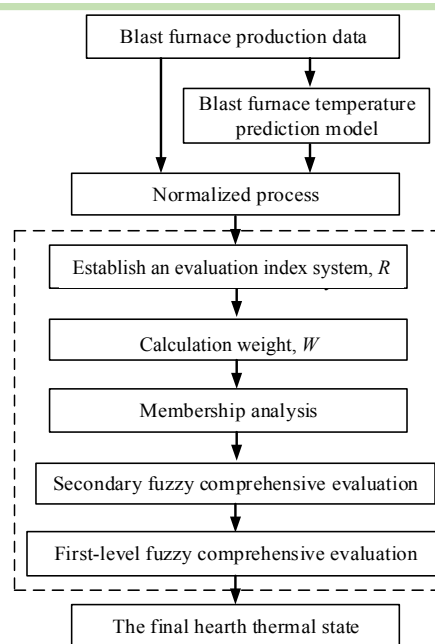 Blast furnace production data
Blast furnace temperature
prediction model
Normalized process
Establish an evaluation index system, R
Calculation weight, W
Membership analysis
Secondary fuzzy comprehensive evaluation
First-level fuzzy comprehensive evaluation
The final hearth thermal state